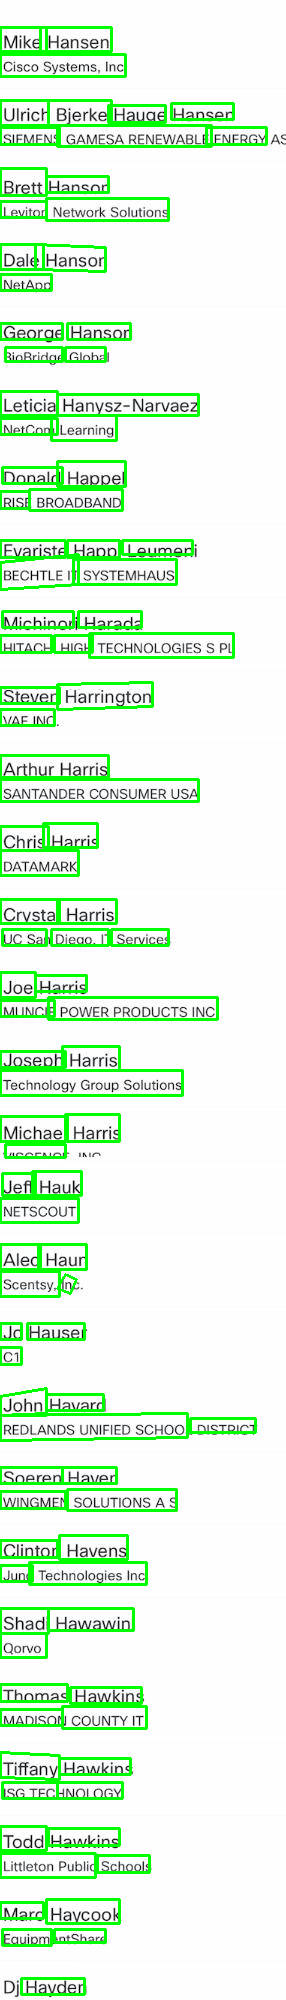 Mike Hansen
Cisco Systems, Inc
Ulrich Bjerke Hauge Hansen
SIEMENS GAMESA RENEWABLE ENERGY AS
Brett Hanson
Leviton Network Solutions
Dale Hanson
NetApp
George Hanson
BioBridge Global
Leticia Hanysz-Narvaez
NetCom Learning
Donald Happel
RISE BROADBAND
Evariste Happi Leumeni
BECHTLE IT SYSTEMHAUS
Michinori Harada
HITACHI HIGH TECHNOLOGIES S PL
Steven Harrington
VAE INC.
Arthur Harris
SANTANDER CONSUMER USA
Chris Harris
DATAMARK
Crystal Harris
UC San Diego, IT Services
Joe Harris
MUNCIE POWER PRODUCTS INC
Joseph Harris
Technology Group Solutions
Michael Harris
INC
Jeff Hauk
NETSCOUT
Alec Haun
Scentsy, Inc.
Jo Hauser
C1
John Havard
REDLANDS UNIFIED SCHOOL DISTRICT
Soeren Haven
WINGMEN SOLUTIONS A S
Clinton Havens
Juno Technologies Inc
Shadi Hawawini
Qorvo
Thomas Hawkins
MADISON COUNTY IT
Tiffany Hawkins
ISG TECHNOLOGY
Todd Hawkins
Littleton Public Schools
Marc Haycook
EquipmentShare
Dj Hayden